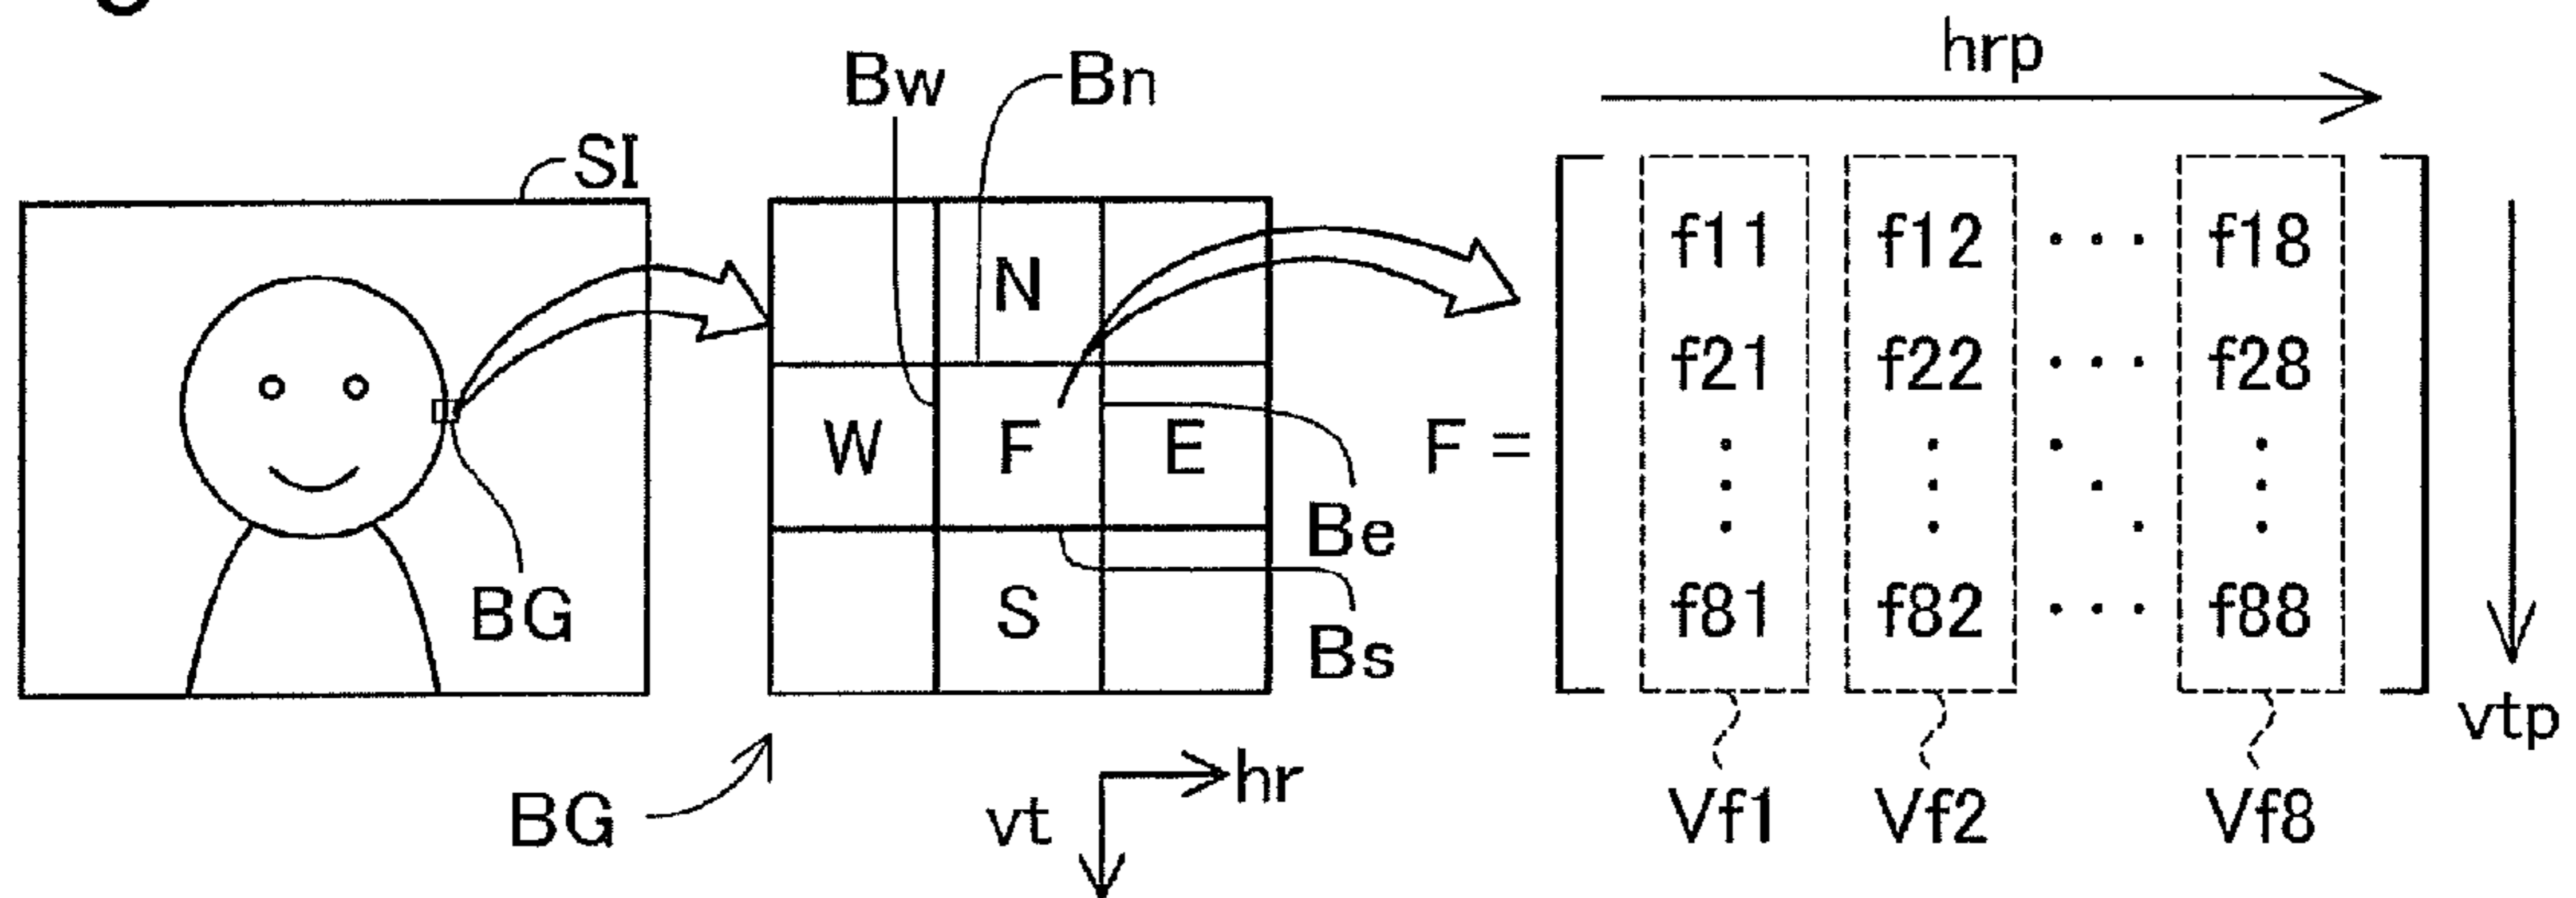 SI
BG
Bw Bn
N
W F E
S
Be
Bs
BG
vt hr
hrp
F =
f11 f12 ··· f18
f21 f22 ··· f28
f81 f82 ··· f88
Vf1 Vf2 Vf8
vtp